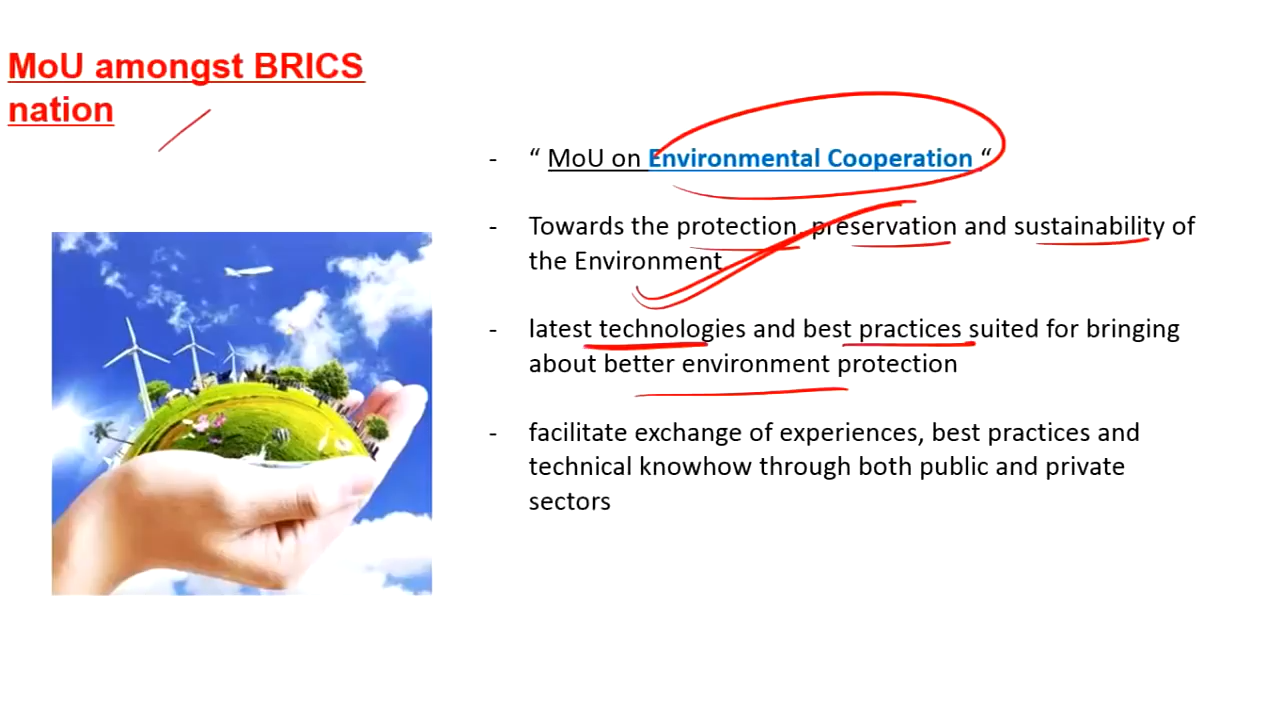 MoU amongst BRICS
nation
- “ MoU on Environmental Cooperation “
- Towards the protection, preservation and sustainability of
the Environment
- latest technologies and best practices suited for bringing
about better environment protection
- facilitate exchange of experiences, best practices and
technical knowhow through both public and private
sectors